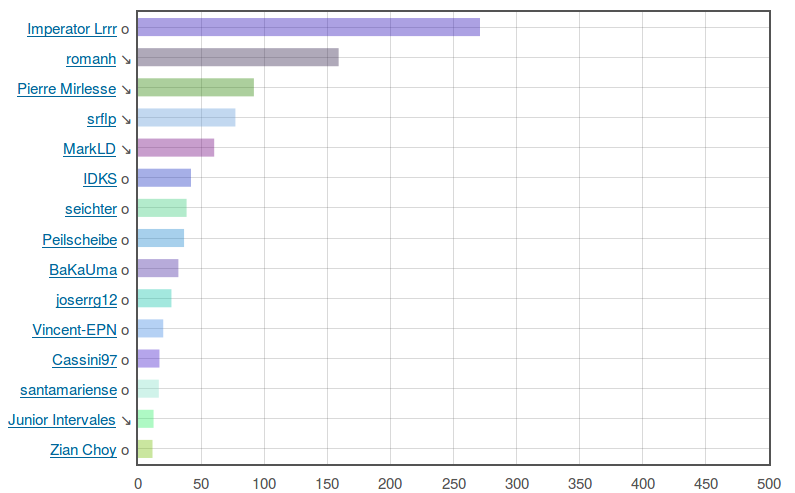 Imperator Lrrr o
romanh ↘
Pierre Mirlesse ↘
srflp ↘
MarkLD ↘
IDKS o
seichter o
Peilscheibe o
BaKaUma o
joserrg12 o
Vincent-EPN o
Cassini97 o
santamariense o
Junior Intervales ↘
Zian Choy o
0 50 100 150 200 250 300 350 400 450 500